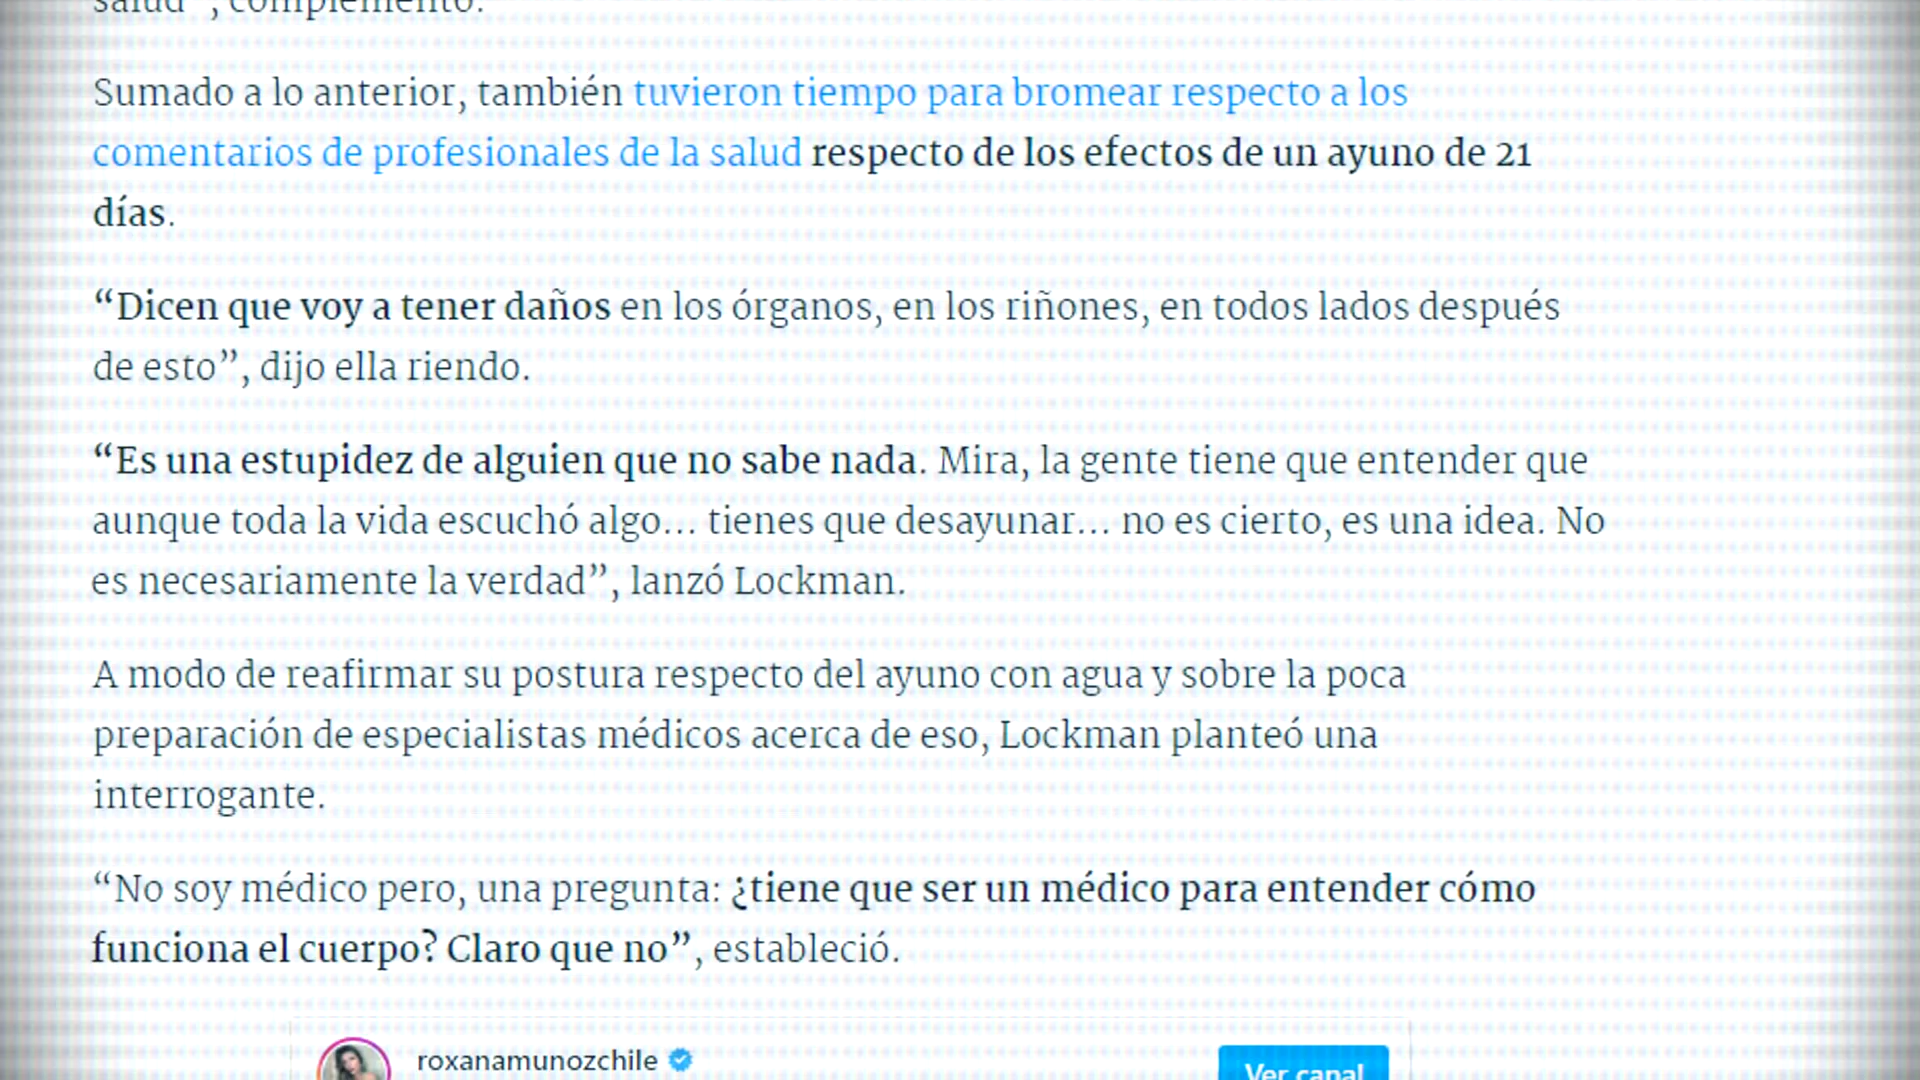 salud”, complementó.
Sumado a lo anterior, también tuvieron tiempo para bromear respecto a los
comentarios de profesionales de la salud respecto de los efectos de un ayuno de 21
días.
“Dicen que voy a tener daños en los órganos, en los riñones, en todos lados después
de esto”, dijo ella riendo.
“Es una estupidez de alguien que no sabe nada. Mira, la gente tiene que entender que
aunque toda la vida escuchó algo… tienes que desayunar… no es cierto, es una idea. No
es necesariamente la verdad”, lanzó Lockman.
A modo de reafirmar su postura respecto del ayuno con agua y sobre la poca
preparación de especialistas médicos acerca de eso, Lockman planteó una
interrogante.
“No soy médico pero, una pregunta: ¿tiene que ser un médico para entender cómo
funciona el cuerpo? Claro que no”, estableció.
roxanamunozchile
Ver canal